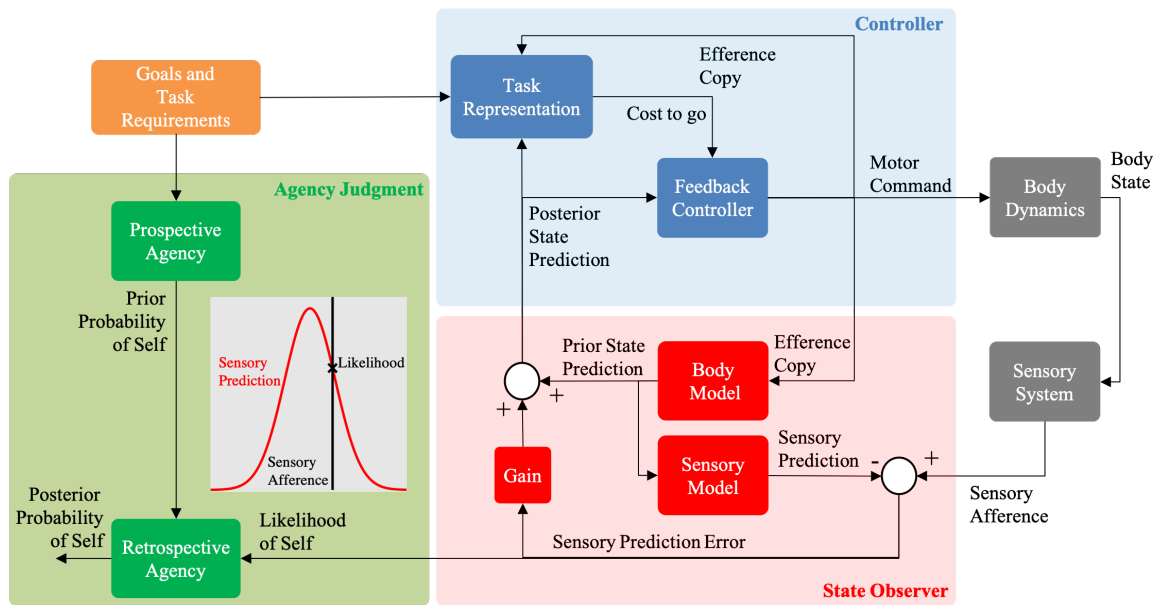 Controller
Goals and
Task
Requirements
Task
Representation
Efference
Copy
Cost to go
Feedback
Controller
Motor
Command
Body
Dynamics
Body
State
Agency Judgment
Prospective
Agency
Posterior
State
Prediction
Prior
Probability
of Self
Sensory
Prediction
Likelihood
Sensory
Afference
Prior State
Prediction
Body
Model
Efference
Copy
Sensory
System
+
+
Gain
Sensory
Model
Sensory
Prediction
-
+
Sensory
Afference
Posterior
Probability
of Self
Retrospective
Agency
Likelihood
of Self
Sensory Prediction Error
State Observer